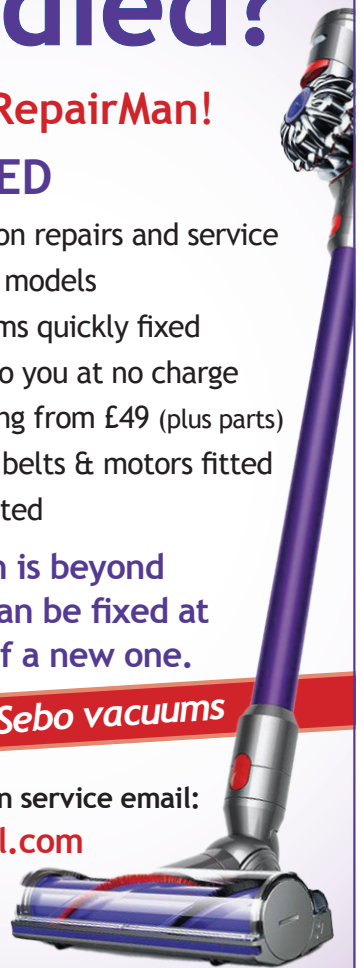 died?
RepairMan!
ED
on repairs and service
models
ms quickly fixed
o you at no charge
ng from £49 (plus parts)
belts & motors fitted
ted
n is beyond
an be fixed at
f a new one.
Sebo vacuums
n service email:
l.com